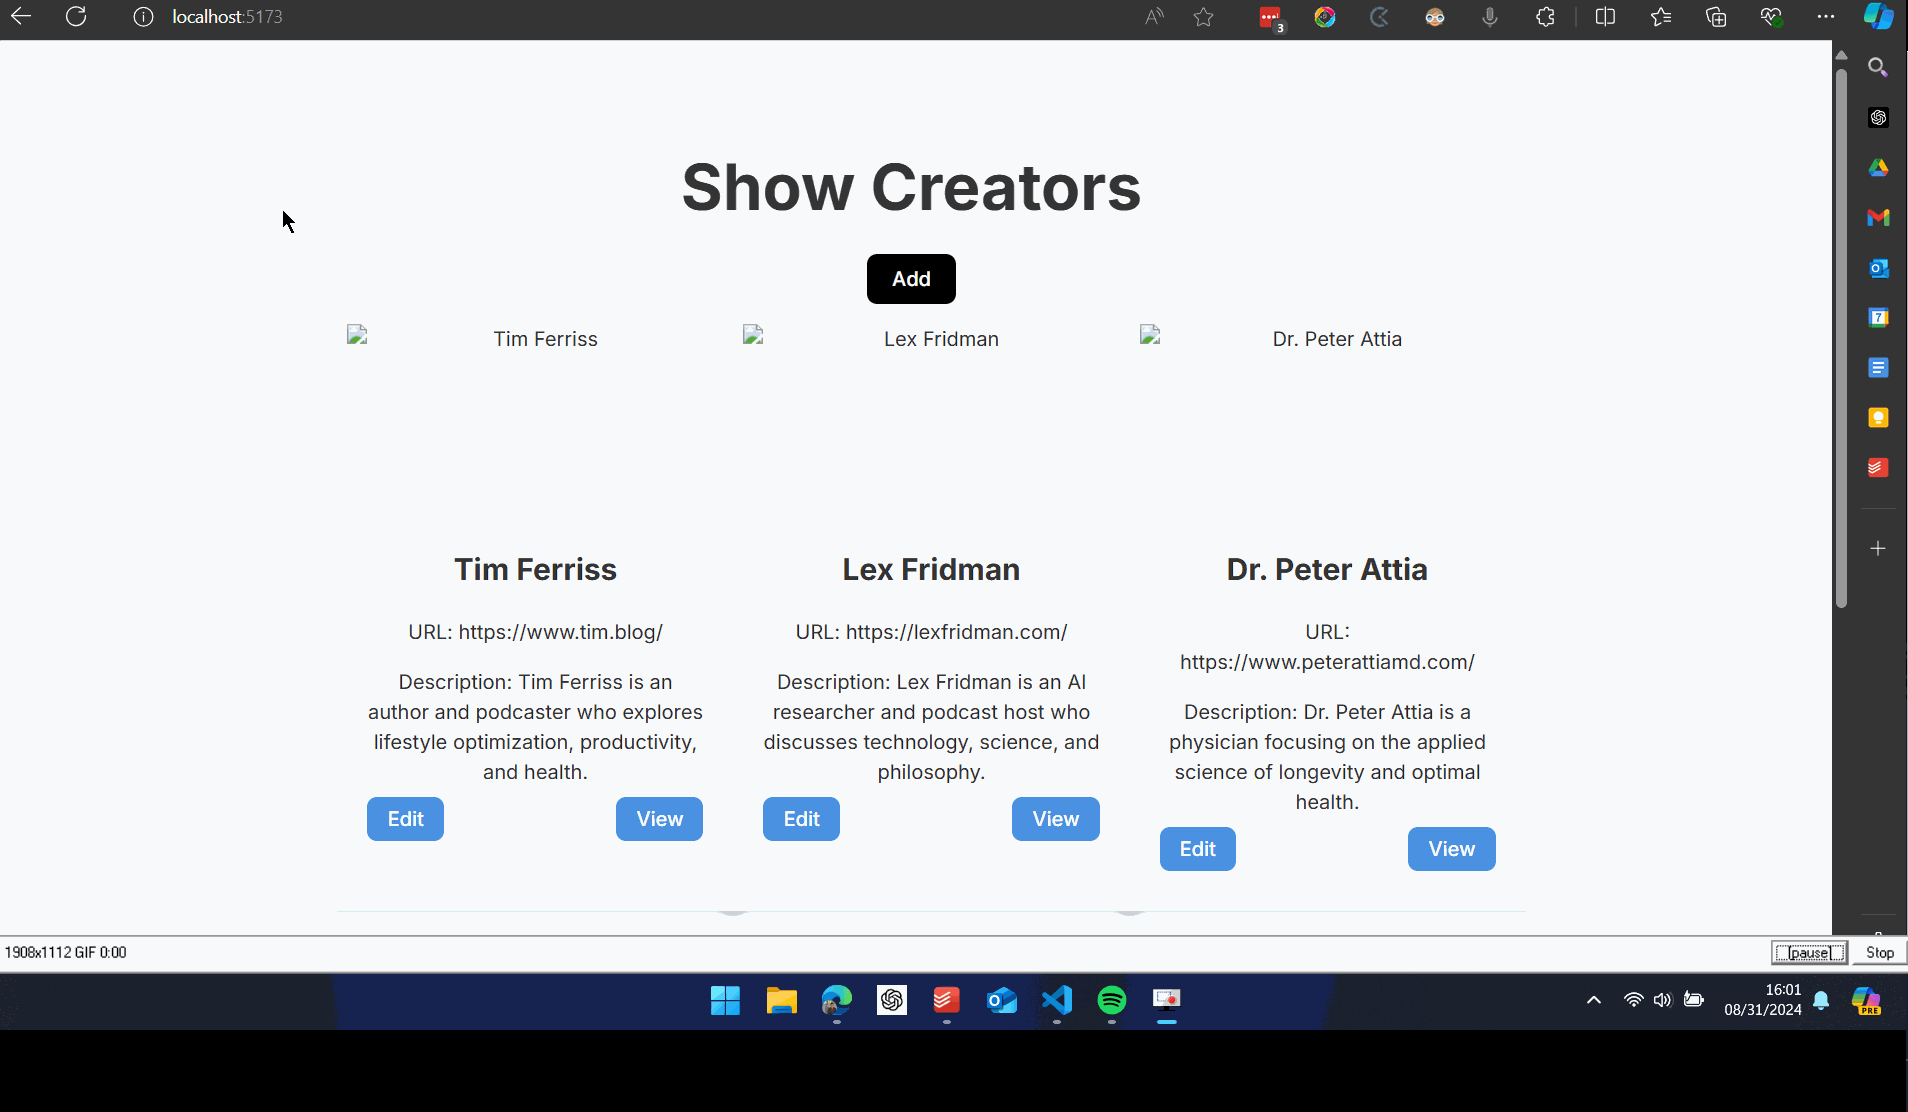 localhost:5173
3
Show Creators
Add
Tim Ferriss
Lex Fridman
Dr. Peter Attia
Tim Ferriss
URL: https://www.tim.blog/
Description: Tim Ferriss is an
author and podcaster who explores
lifestyle optimization, productivity,
and health.
Edit
View
Lex Fridman
URL: https://lexfridman.com/
Description: Lex Fridman is an AI
researcher and podcast host who
discusses technology, science, and
philosophy.
Edit
View
Dr. Peter Attia
URL:
https://www.peterattiamd.com/
Description: Dr. Peter Attia is a
physician focusing on the applied
science of longevity and optimal
health.
Edit
View
7
1908x1112 GIF 0:00
[pause]
Stop
16:01
08/31/2024
PRE